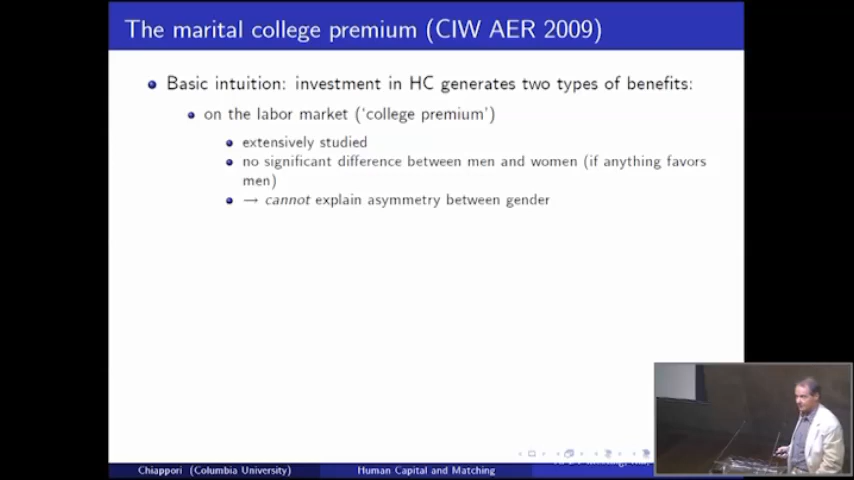 The marital college premium (CIW AER 2009)
Basic intuition: investment in HC generates two types of benefits:
on the labor market ('college premium')
extensively studied
no significant difference between men and women (if anything favors
men)
→ cannot explain asymmetry between gender
Chiappori (Columbia University)
Human Capital and Matching